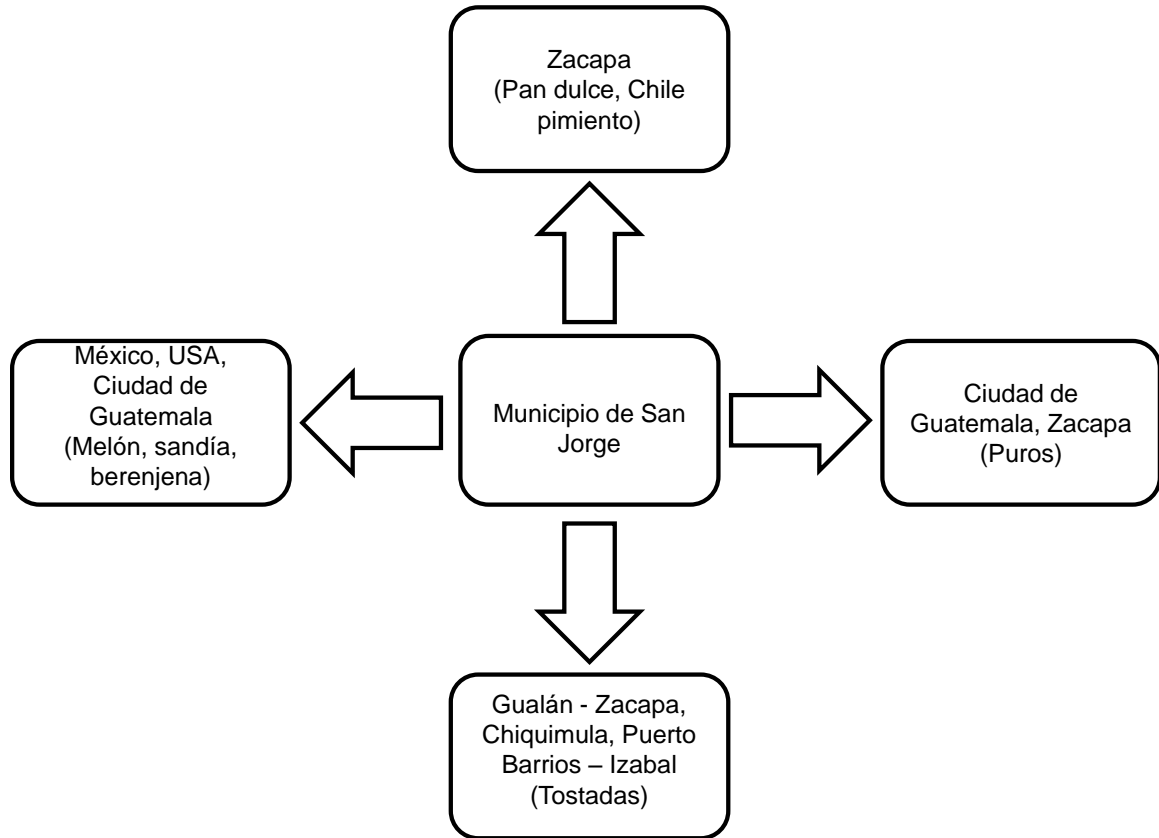 Zacapa
(Pan dulce, Chile
pimiento)
México, USA,
Ciudad de
Guatemala
(Melón, sandía,
berenjena)
Municipio de San
Jorge
Ciudad de
Guatemala, Zacapa
(Puros)
Gualán - Zacapa,
Chiquimula, Puerto
Barrios – Izabal
(Tostadas)